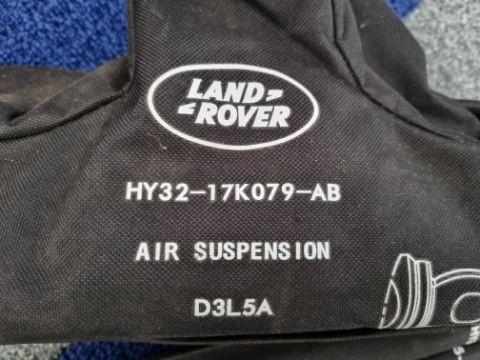 LAND
ROVER
HY32-17K079-AB
AIR SUSPENSION
D3L5A